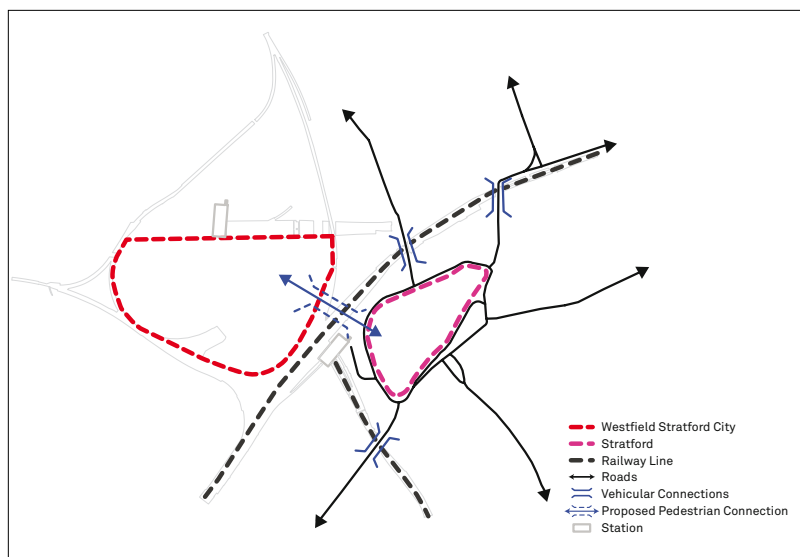 Westfield Stratford City
Stratford
Railway Line
Roads
Vehicular Connections
Proposed Pedestrian Connection
Station